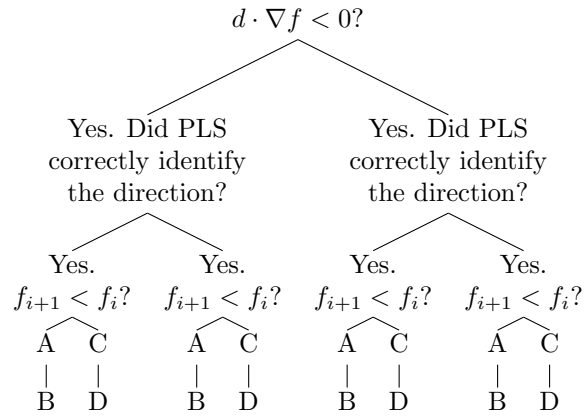 d · ∇f < 0?
Yes. Did PLS Yes. Did PLS
correctly identify correctly identify
the direction? the direction?
Yes. Yes. Yes. Yes.
f_{i+1} < f_i? f_{i+1} < f_i? f_{i+1} < f_i? f_{i+1} < f_i?
A C A C A C A C
B D B D B D B D